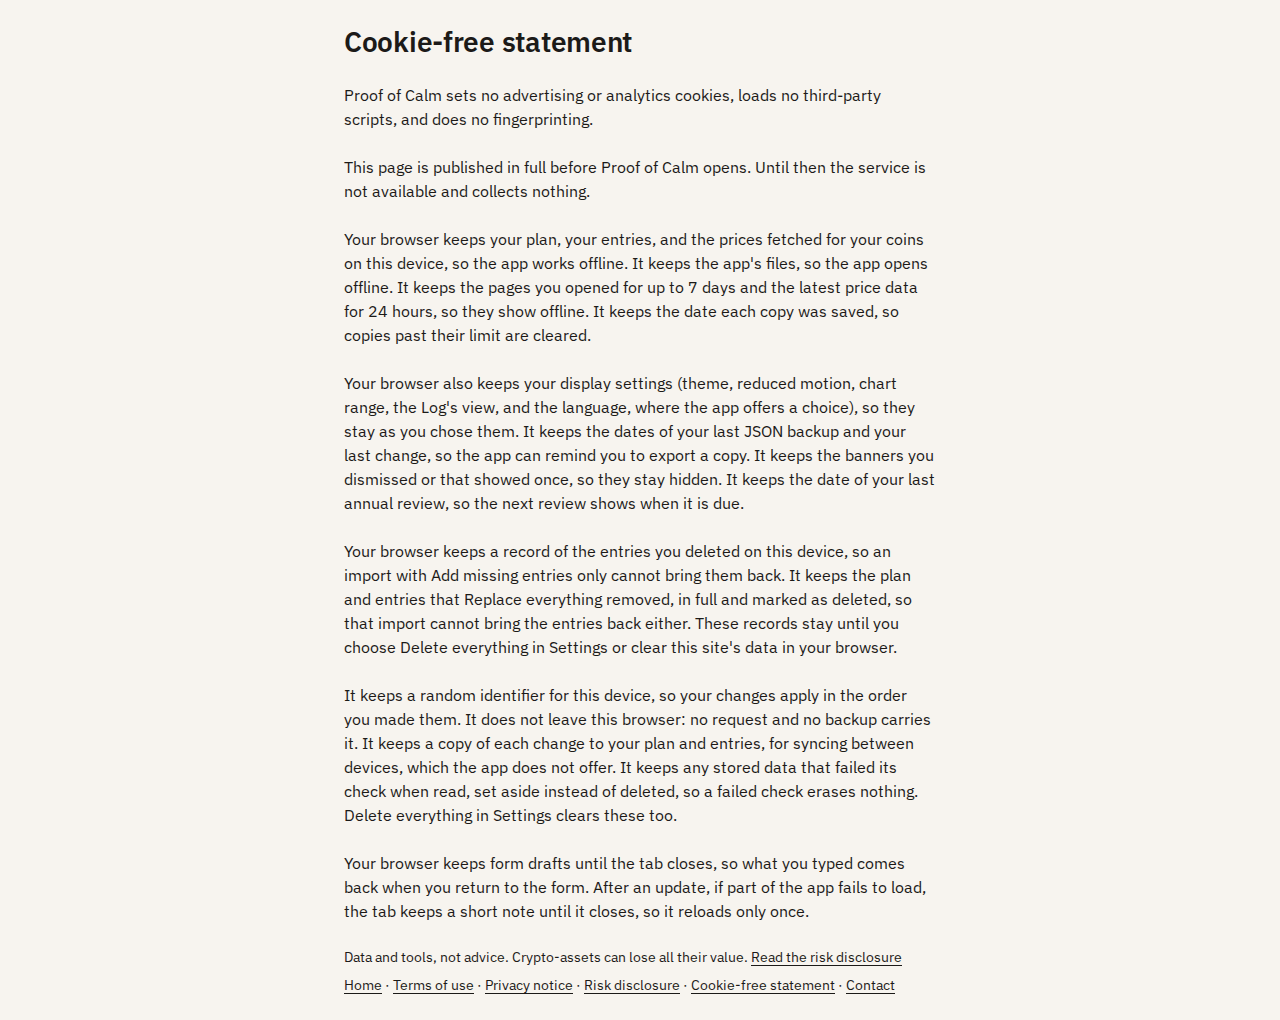 Cookie-free statement
Proof of Calm sets no advertising or analytics cookies, loads no third-party
scripts, and does no fingerprinting.
This page is published in full before Proof of Calm opens. Until then the service is
not available and collects nothing.
Your browser keeps your plan, your entries, and the prices fetched for your coins
on this device, so the app works offline. It keeps the app's files, so the app opens
offline. It keeps the pages you opened for up to 7 days and the latest price data
for 24 hours, so they show offline. It keeps the date each copy was saved, so
copies past their limit are cleared.
Your browser also keeps your display settings (theme, reduced motion, chart
range, the Log's view, and the language, where the app offers a choice), so they
stay as you chose them. It keeps the dates of your last JSON backup and your
last change, so the app can remind you to export a copy. It keeps the banners you
dismissed or that showed once, so they stay hidden. It keeps the date of your last
annual review, so the next review shows when it is due.
Your browser keeps a record of the entries you deleted on this device, so an
import with Add missing entries only cannot bring them back. It keeps the plan
and entries that Replace everything removed, in full and marked as deleted, so
that import cannot bring the entries back either. These records stay until you
choose Delete everything in Settings or clear this site's data in your browser.
It keeps a random identifier for this device, so your changes apply in the order
you made them. It does not leave this browser: no request and no backup carries
it. It keeps a copy of each change to your plan and entries, for syncing between
devices, which the app does not offer. It keeps any stored data that failed its
check when read, set aside instead of deleted, so a failed check erases nothing.
Delete everything in Settings clears these too.
Your browser keeps form drafts until the tab closes, so what you typed comes
back when you return to the form. After an update, if part of the app fails to load,
the tab keeps a short note until it closes, so it reloads only once.
Data and tools, not advice. Crypto-assets can lose all their value. Read the risk disclosure
Home · Terms of use · Privacy notice · Risk disclosure · Cookie-free statement · Contact